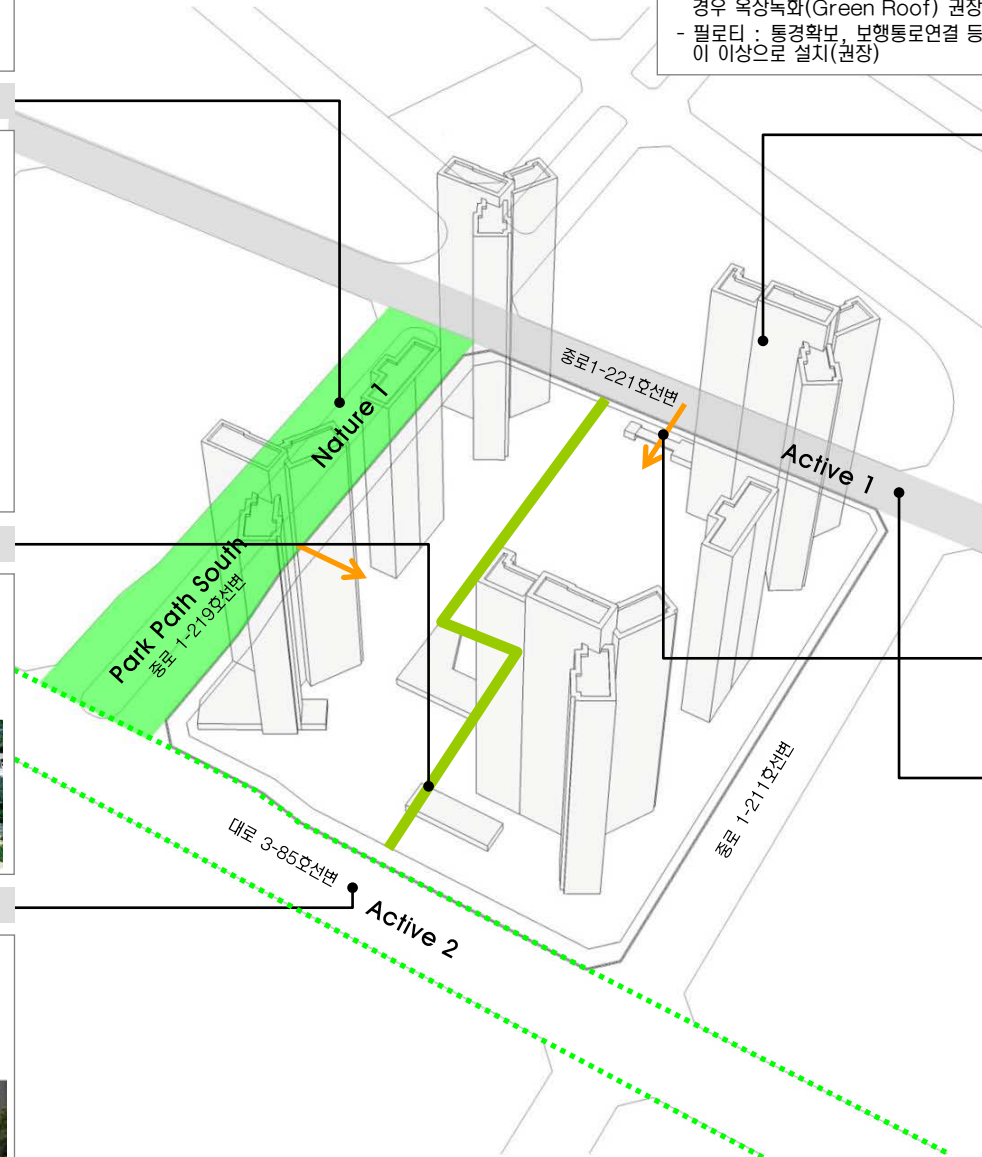 경우 옥상녹화(Green Roof) 권장
- 필로티 : 통경확보, 보행통로연결 등
이 이상으로 설치(권장)
중로1-221호선변
Nature 1
Active 1
Park Path South
중로 1-219호선변
중로 1-211호선변
대로 3-85호선변
Active 2